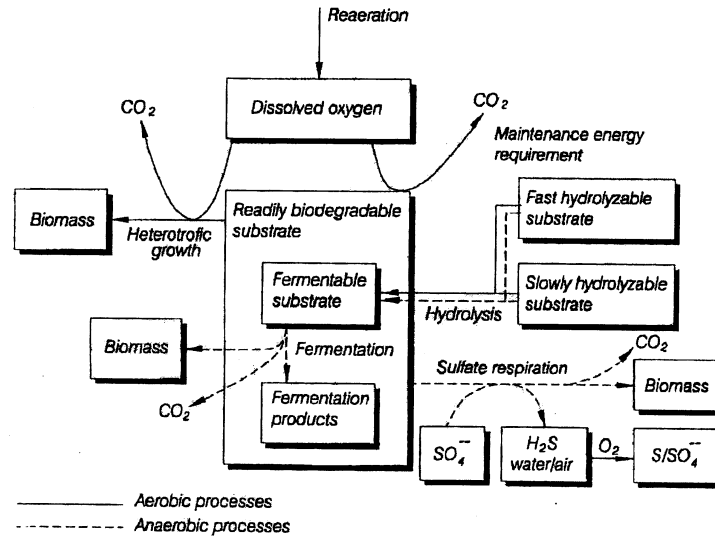 Reaeration
CO2
Dissolved oxygen
CO2
Maintenance energy
requirement
Biomass
Heterotrofic
growth
Readily biodegradable
substrate
Fast hydrolyzable
substrate
Fermentable
substrate
Slowly hydrolyzable
substrate
Hydrolysis
Biomass
Fermentation
CO2
Sulfate respiration
CO2
Biomass
Fermentation
products
SO4--
H2S
water/air
O2
S/SO4--
Aerobic processes
Anaerobic processes